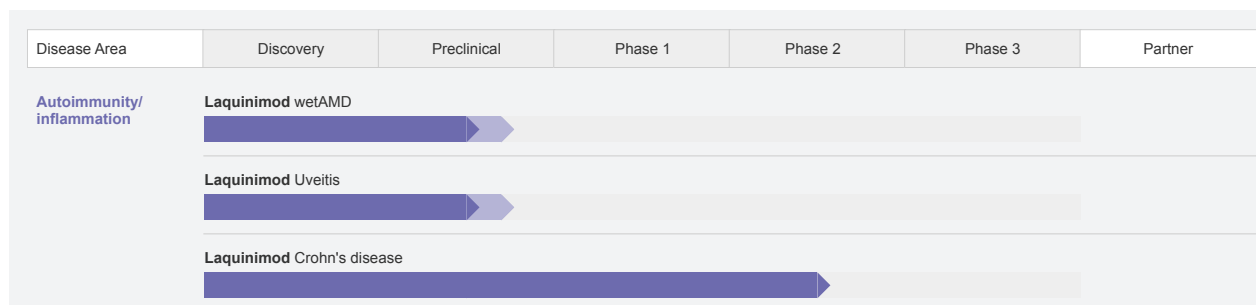 Disease Area Discovery Preclinical Phase 1 Phase 2 Phase 3 Partner
Autoimmunity/
inflammation
Laquinimod wetAMD
Laquinimod Uveitis
Laquinimod Crohn's disease